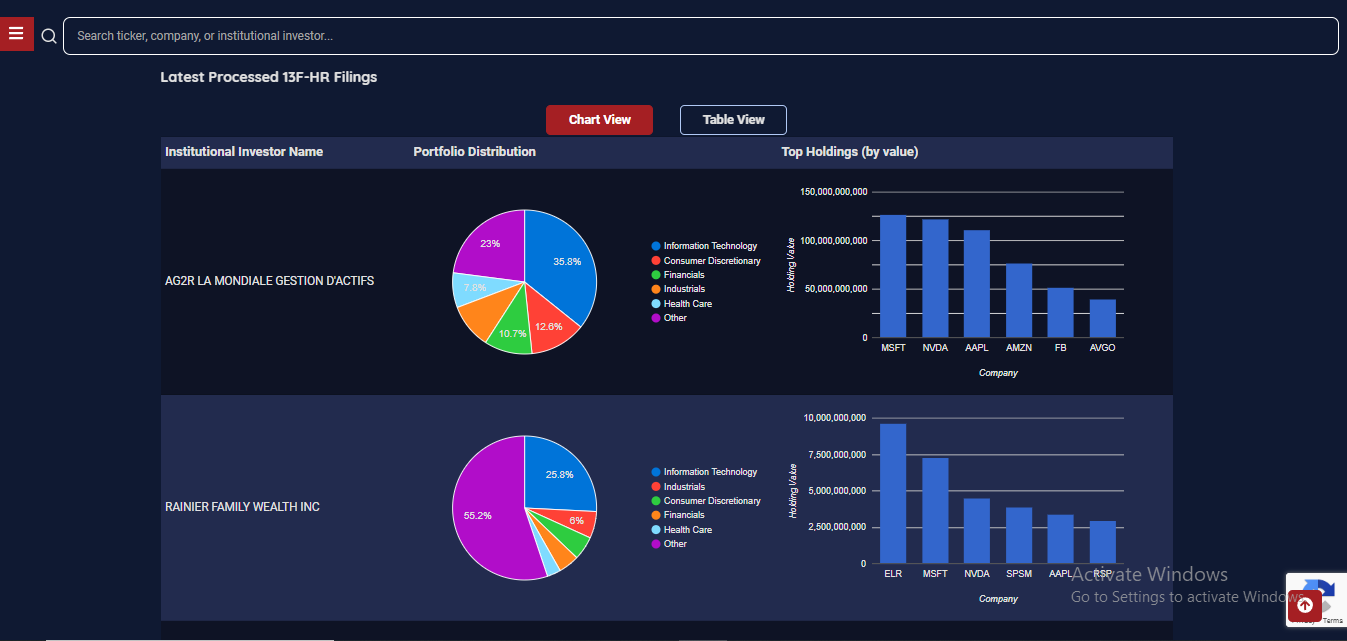 Search ticker, company, or institutional investor...
Latest Processed 13F-HR Filings
Chart View
Table View
Institutional Investor Name
Portfolio Distribution
Top Holdings (by value)
AG2R LA MONDIALE GESTION D'ACTIFS
23%
35.8%
7.8%
10.7%
12.6%
Information Technology
Consumer Discretionary
Financials
Industrials
Health Care
Other
Holding Value
150,000,000,000
100,000,000,000
50,000,000,000
0
MSFT NVDA AAPL AMZN FB AVGO
Company
RAINIER FAMILY WEALTH INC
25.8%
55.2%
6%
Information Technology
Industrials
Consumer Discretionary
Financials
Health Care
Other
Holding Value
10,000,000,000
7,500,000,000
5,000,000,000
2,500,000,000
0
ELR MSFT NVDA SPSM AAPL RSP
Company
Activate Windows
Go to Settings to activate Windows.
Terms